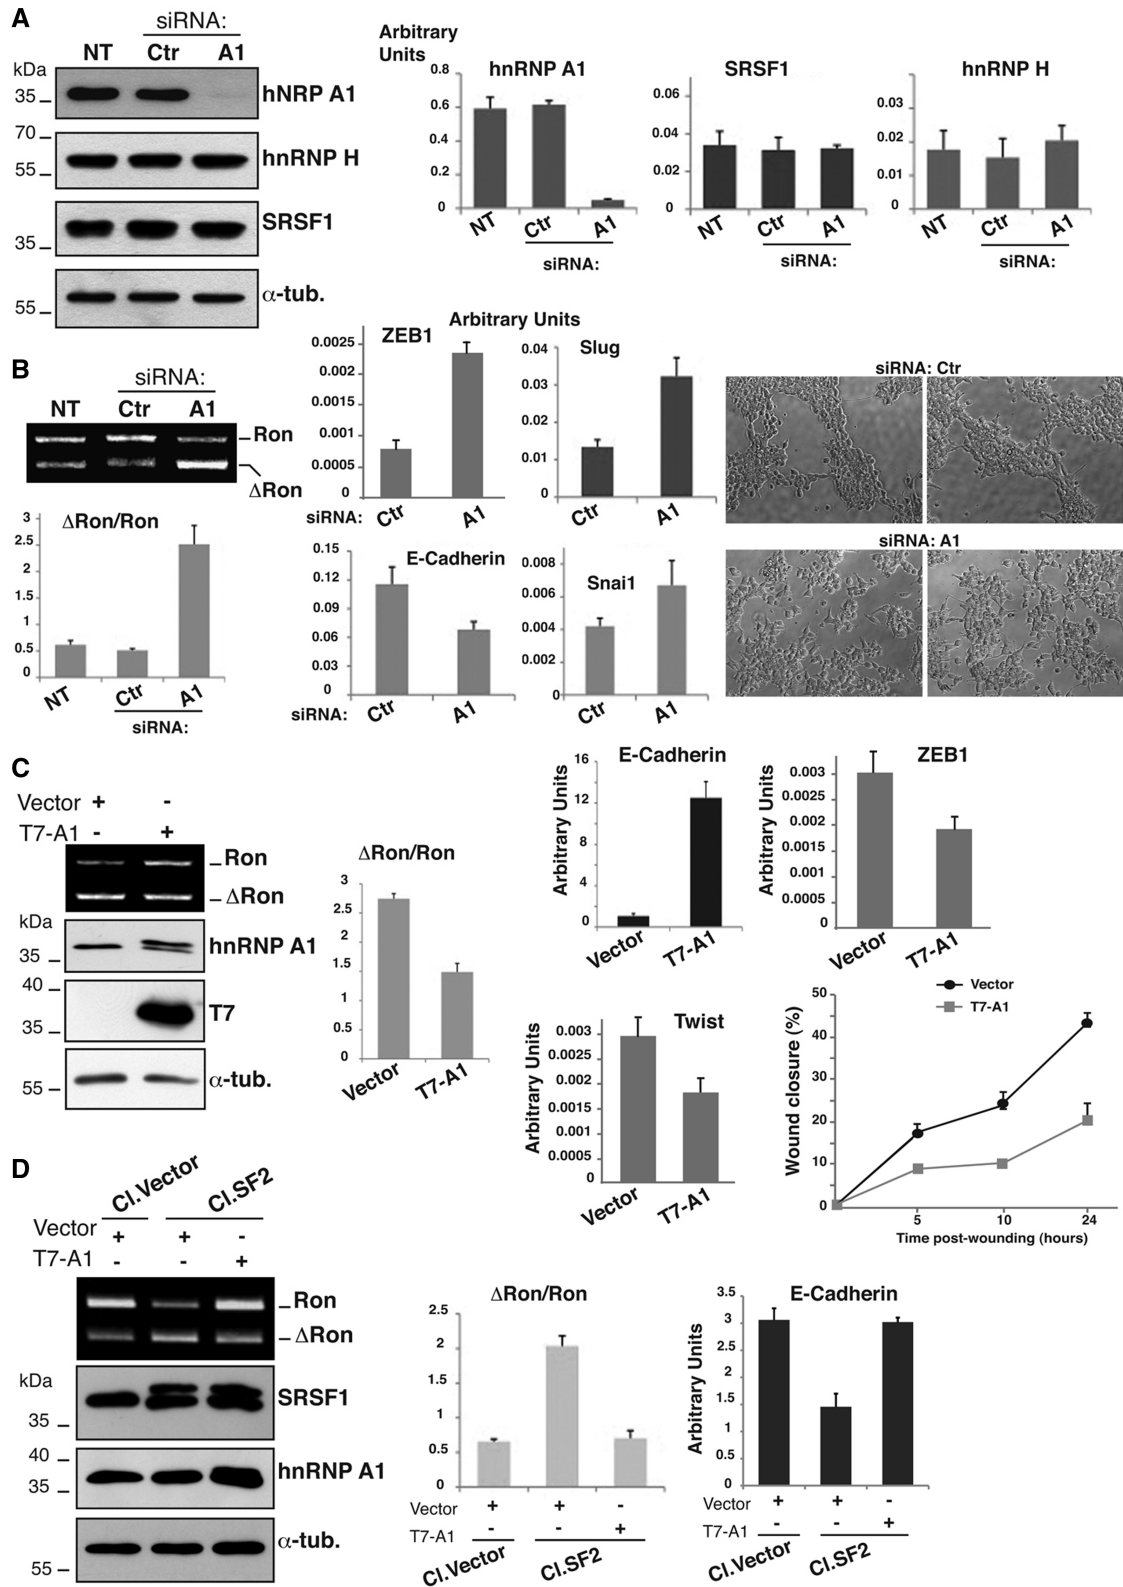 A
siRNA:
NT Ctr A1
kDa
35
hNRP A1
70
55
hnRNP H
35
SRSF1
55
α-tub.
Arbitrary
Units
hnRNP A1
0.8
0.6
0.4
0.2
0
NT Ctr A1
siRNA:
SRSF1
0.06
0.04
0.02
0
NT Ctr A1
siRNA:
hnRNP H
0.03
0.02
0.01
0
NT Ctr A1
siRNA:
B
siRNA:
NT Ctr A1
Ron
ΔRon
ΔRon/Ron
3
2.5
2
1.5
1
0.5
0
NT Ctr A1
siRNA:
Arbitrary Units
ZEB1
0.0025
0.002
0.0015
0.001
0.0005
0
siRNA: Ctr A1
Slug
0.04
0.03
0.02
0.01
0
Ctr A1
E-Cadherin
0.15
0.12
0.09
0.06
0.03
0
siRNA: Ctr A1
Snai1
0.008
0.006
0.004
0.002
0
Ctr A1
siRNA: Ctr
siRNA: A1
C
Vector + -
T7-A1 - +
Ron
ΔRon
kDa
35
hnRNP A1
40
35
T7
55
α-tub.
ΔRon/Ron
3
2.5
2
1.5
1
0.5
0
Vector T7-A1
E-Cadherin
Arbitrary Units
16
12
8
4
0
Vector T7-A1
ZEB1
Arbitrary Units
0.003
0.0025
0.002
0.0015
0.001
0.0005
0
Vector T7-A1
Twist
Arbitrary Units
0.003
0.0025
0.002
0.0015
0.001
0.0005
0
Vector T7-A1
Vector
T7-A1
Wound closure (%)
50
40
30
20
10
0
5 10 24
Time post-wounding (hours)
D
Cl.Vector Cl.SF2
Vector + + -
T7-A1 - - +
Ron
ΔRon
kDa
35
SRSF1
40
35
hnRNP A1
55
α-tub.
ΔRon/Ron
2.5
2
1.5
1
0.5
0
Vector + + -
T7-A1 - - +
Cl.Vector Cl.SF2
E-Cadherin
Arbitrary Units
3.5
3
2.5
2
1.5
1
0.5
0
Vector + + -
T7-A1 - - +
Cl.Vector Cl.SF2